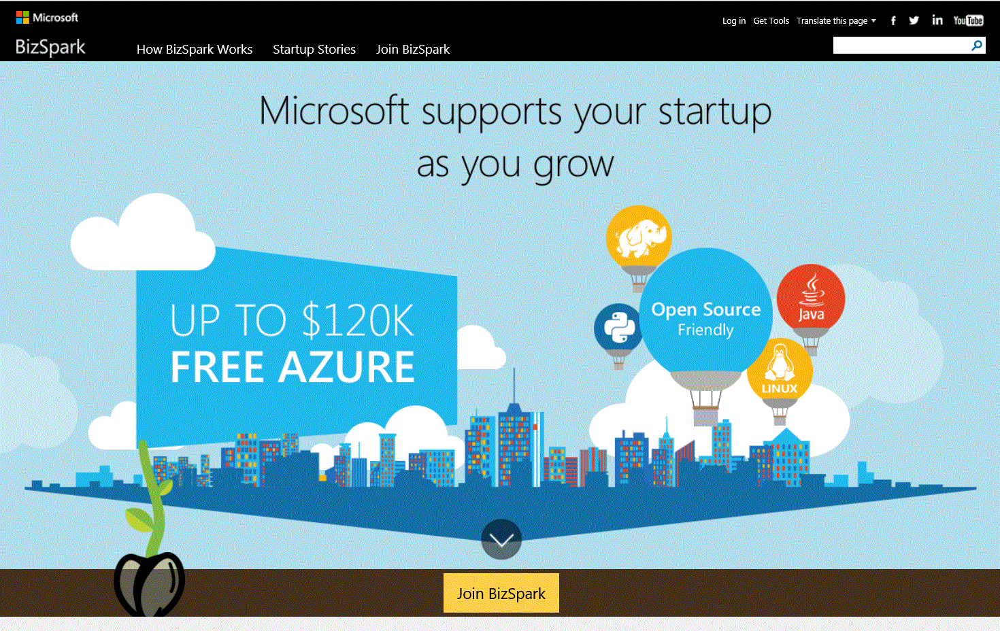 Microsoft
Log in Get Tools Translate this page
f in YouTube
BizSpark
How BizSpark Works Startup Stories Join BizSpark
Microsoft supports your startup
as you grow
UP TO $120K
FREE AZURE
Open Source
Friendly
Java
LINUX
Join BizSpark